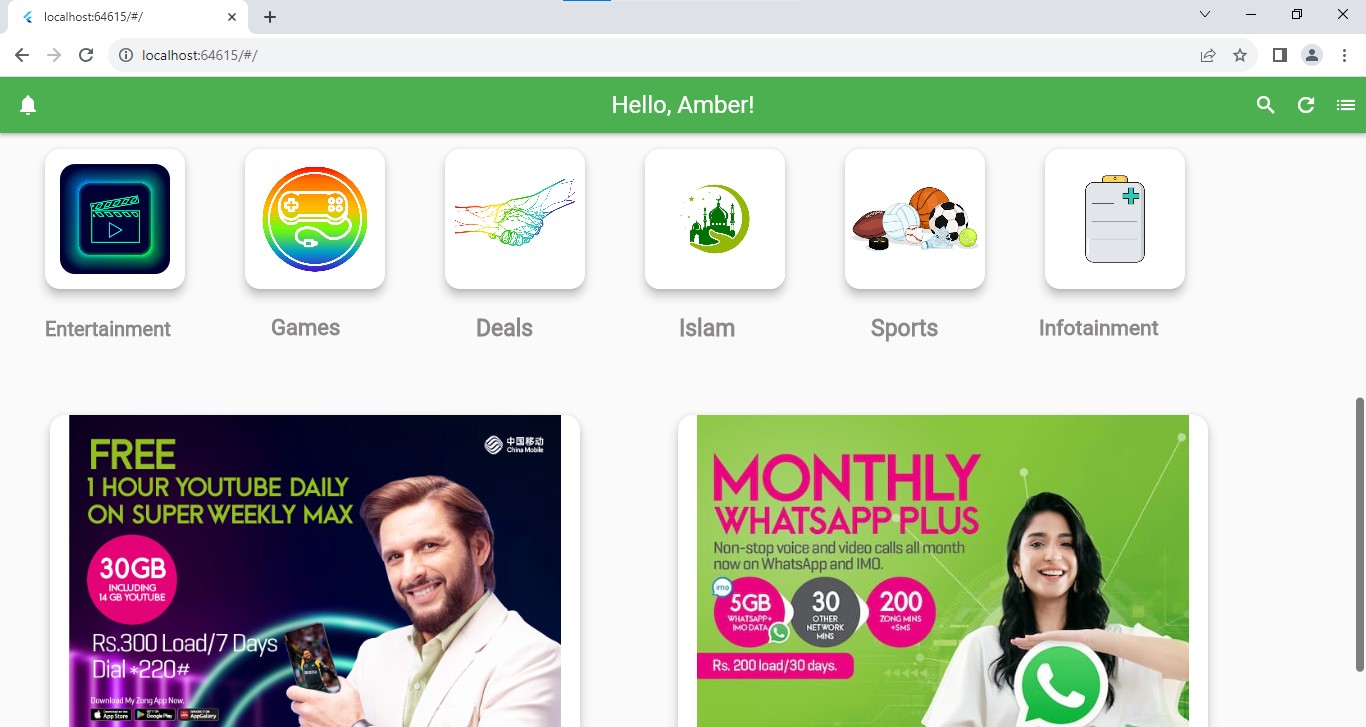 localhost:64615/#/
localhost:64615/#/
Hello, Amber!
Entertainment
Games
Deals
Islam
Sports
Infotainment
FREE
1 HOUR YOUTUBE DAILY
ON SUPER WEEKLY MAX
中国移动
China Mobile
30GB
INCLUDING
14 GB YOUTUBE
Rs.300 Load/7 Days
Dial *220#
Download My Zong App Now.
App Store
Google Play
AppGallery
MONTHLY
WHATSAPP PLUS
Non-stop voice and video calls all month
now on WhatsApp and IMO.
imo
5GB
WHATSAPP+
IMO DATA
30
OTHER
NETWORK
MINS
200
ZONG MINS
+SMS
Rs. 200 load/30 days.